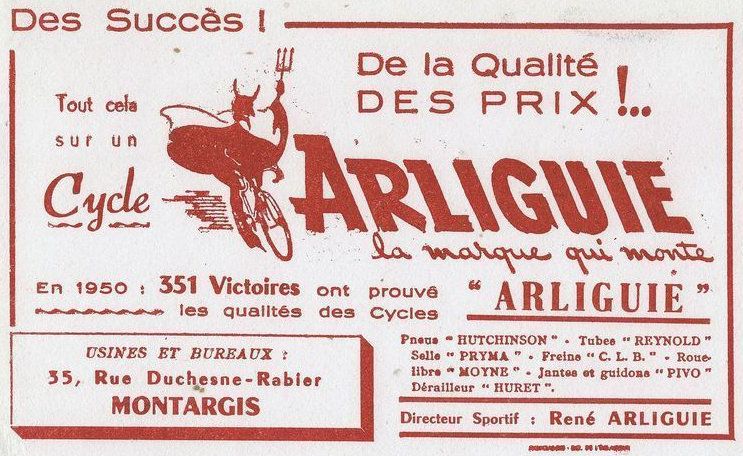 Des Succès !
De la Qualité
DES PRIX !..
Tout cela
sur un
Cycle
ARLIGUIE
la marque qui monte
En 1950 : 351 Victoires ont prouvé
les qualités des Cycles
" ARLIGUIE "
USINES ET BUREAUX :
35, Rue Duchesne-Rabier
MONTARGIS
Pneus " HUTCHINSON " - Tubes " REYNOLD "
Selle " PRYMA " - Freins " C. L. B. " - Roue-
libre " MOYNE " - Jantes et guidons " PIVO "
Dérailleur " HURET ".
Directeur Sportif : René ARLIGUIE